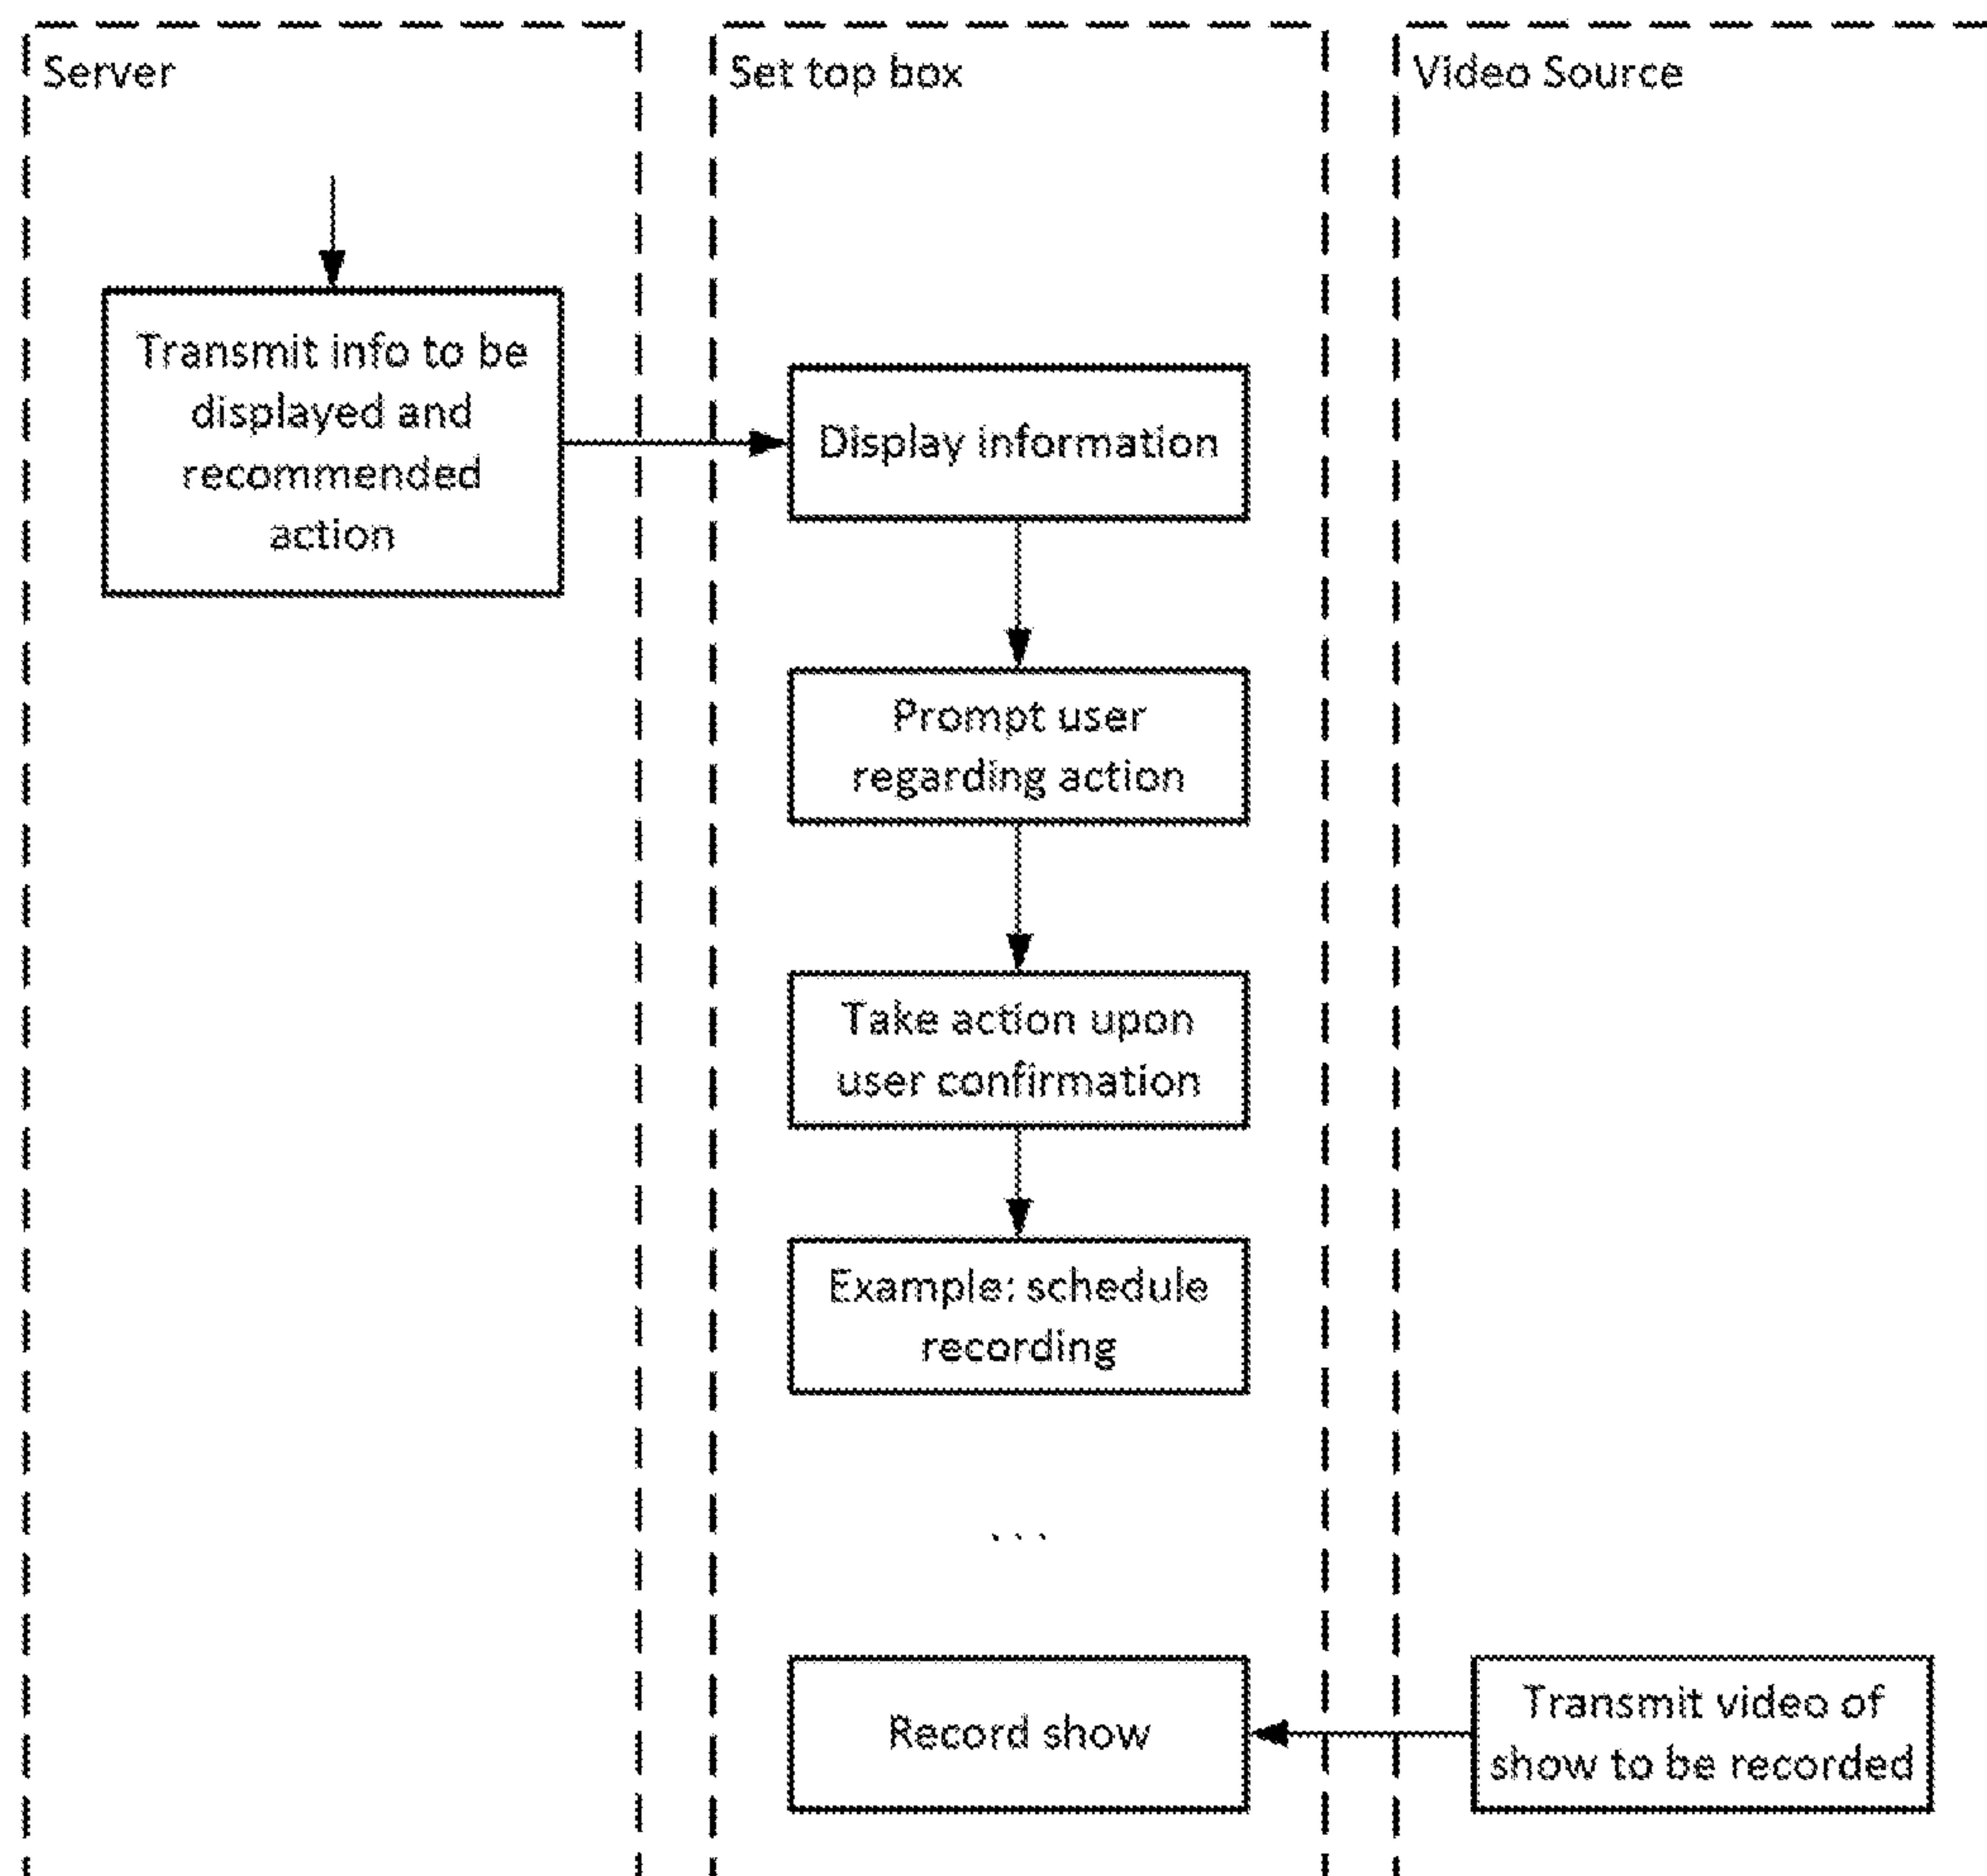 Server
Set top box
Video Source
Transmit info to be
displayed and
recommended
action
Display information
Prompt user
regarding action
Take action upon
user confirmation
Example: schedule
recording
...
Record show
Transmit video of
show to be recorded